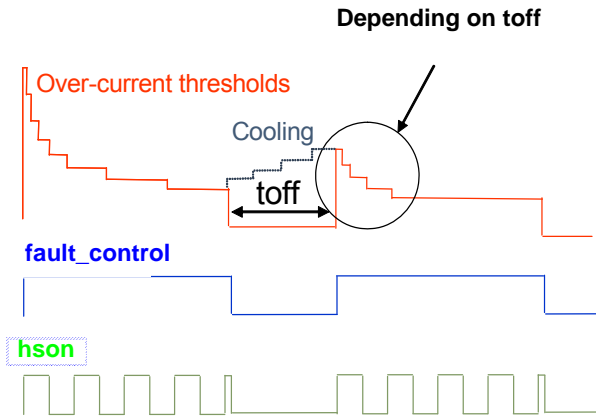 Depending on toff
Over-current thresholds
Cooling
toff
fault_control
hson